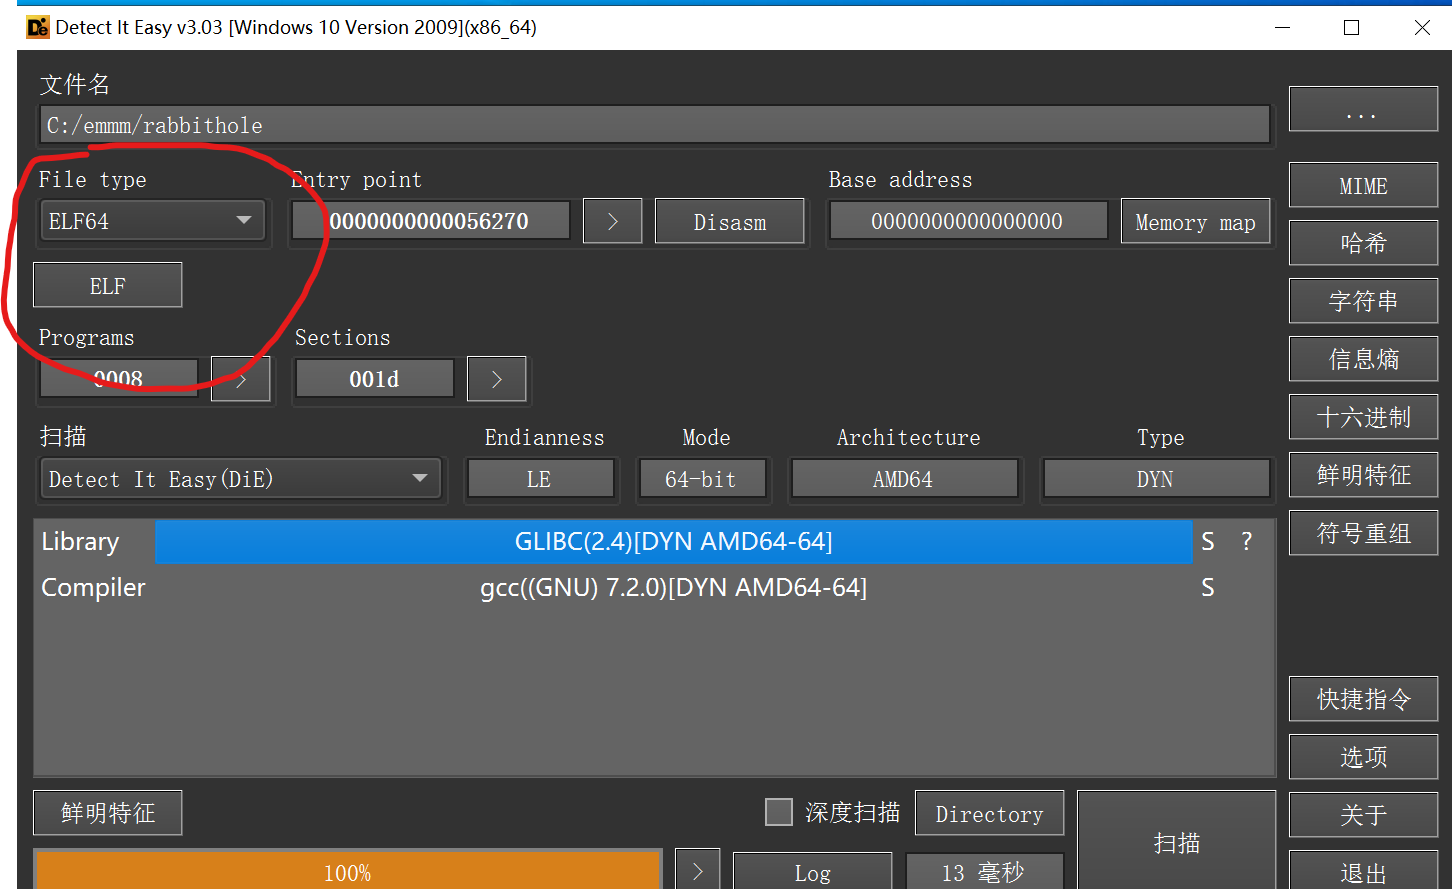 Detect It Easy v3.03 [Windows 10 Version 2009](x86_64)
文件名
C:/emmm/rabbithole
...
File type
Entry point
Base address
MIME
ELF64
0000000000056270
>
Disasm
0000000000000000
Memory map
哈希
ELF
字符串
Programs
Sections
信息熵
0008
>
001d
>
十六进制
扫描
Endianness
Mode
Architecture
Type
Detect It Easy(DiE)
LE
64-bit
AMD64
DYN
鲜明特征
Library
GLIBC(2.4)[DYN AMD64-64]
S
?
符号重组
Compiler
gcc((GNU) 7.2.0)[DYN AMD64-64]
S
快捷指令
选项
鲜明特征
深度扫描
Directory
扫描
关于
100%
>
Log
13 毫秒
退出